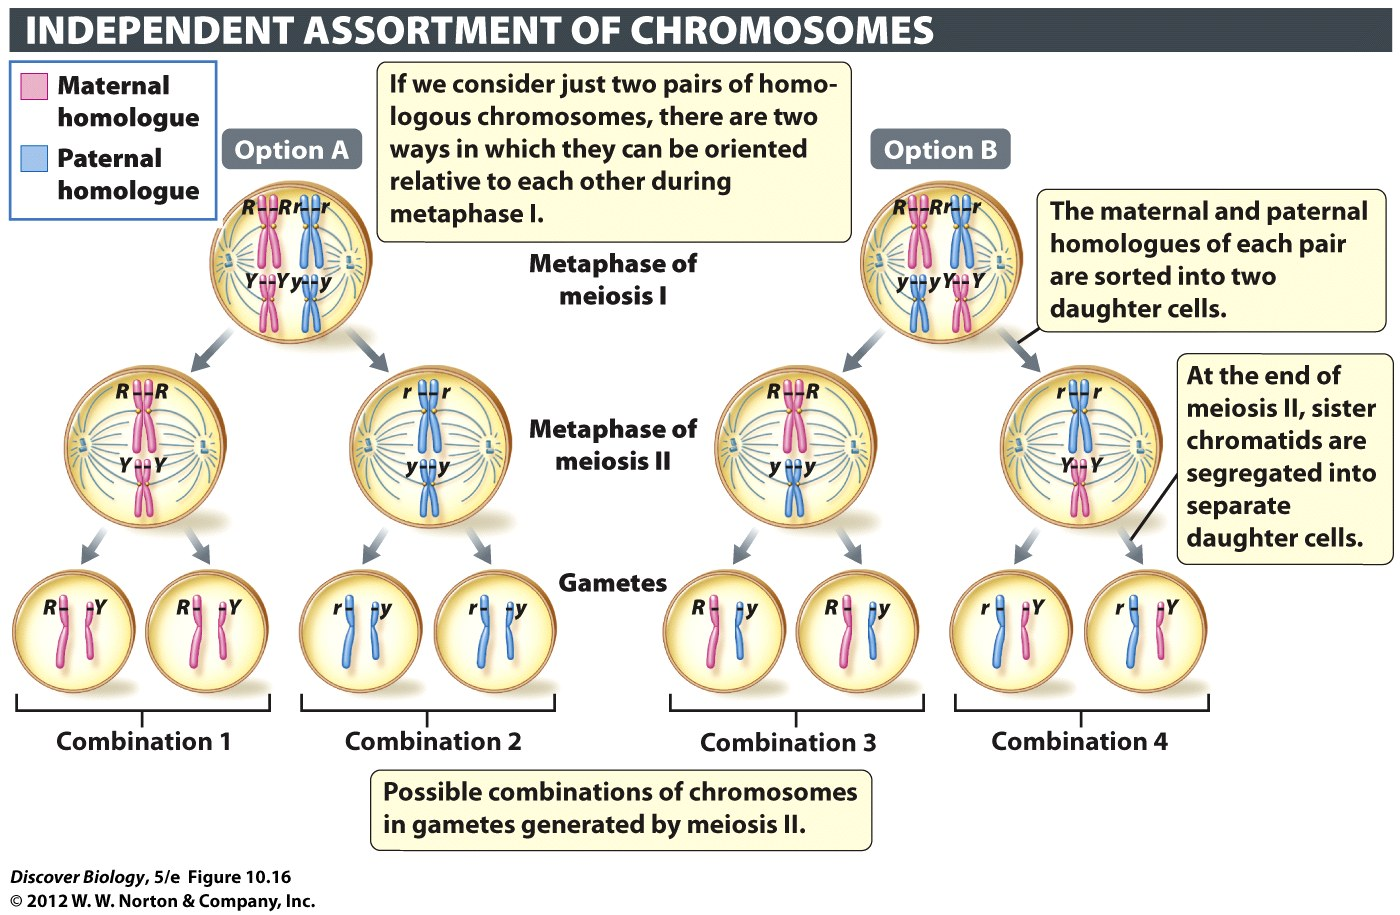 INDEPENDENT ASSORTMENT OF CHROMOSOMES
Maternal
homologue
Paternal
homologue
Option A
If we consider just two pairs of homo-
logous chromosomes, there are two
ways in which they can be oriented
relative to each other during
metaphase I.
Option B
R Rr r
Y Yy y
R Rr r
y yY Y
The maternal and paternal
homologues of each pair
are sorted into two
daughter cells.
Metaphase of
meiosis I
R R
Y Y
r r
y y
Metaphase of
meiosis II
R R
y y
r r
Y Y
At the end of
meiosis II, sister
chromatids are
segregated into
separate
daughter cells.
Gametes
R Y
R Y
r y
r y
R y
R y
r Y
r Y
Combination 1
Combination 2
Combination 3
Combination 4
Possible combinations of chromosomes
in gametes generated by meiosis II.
Discover Biology, 5/e Figure 10.16
© 2012 W. W. Norton & Company, Inc.